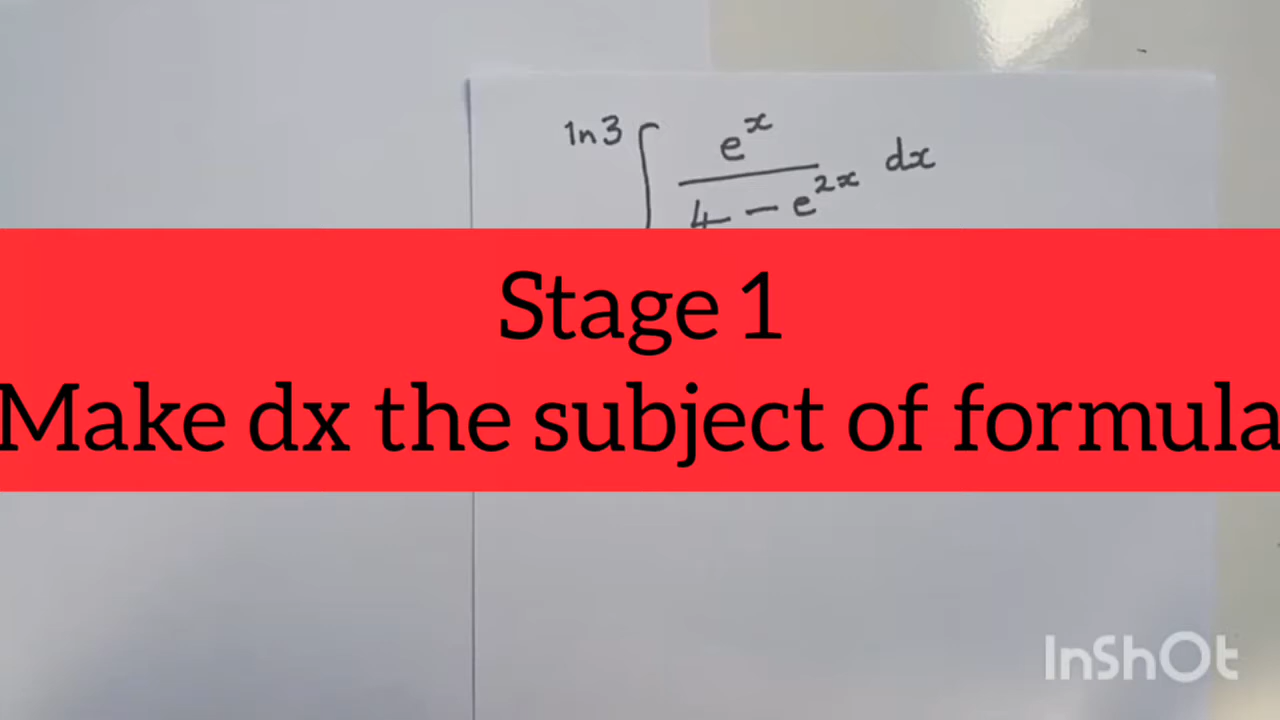 ln3 ∫ e^x / (4 - e^{2x}) dx
Stage 1
Make dx the subject of formula
InShOt